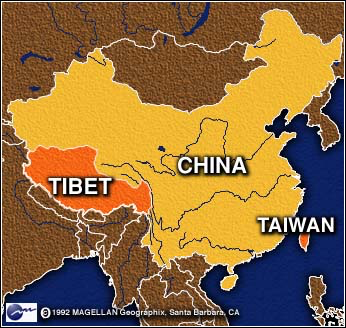 CHINA
TIBET
TAIWAN
© 1992 MAGELLAN Geographix, Santa Barbara, CA